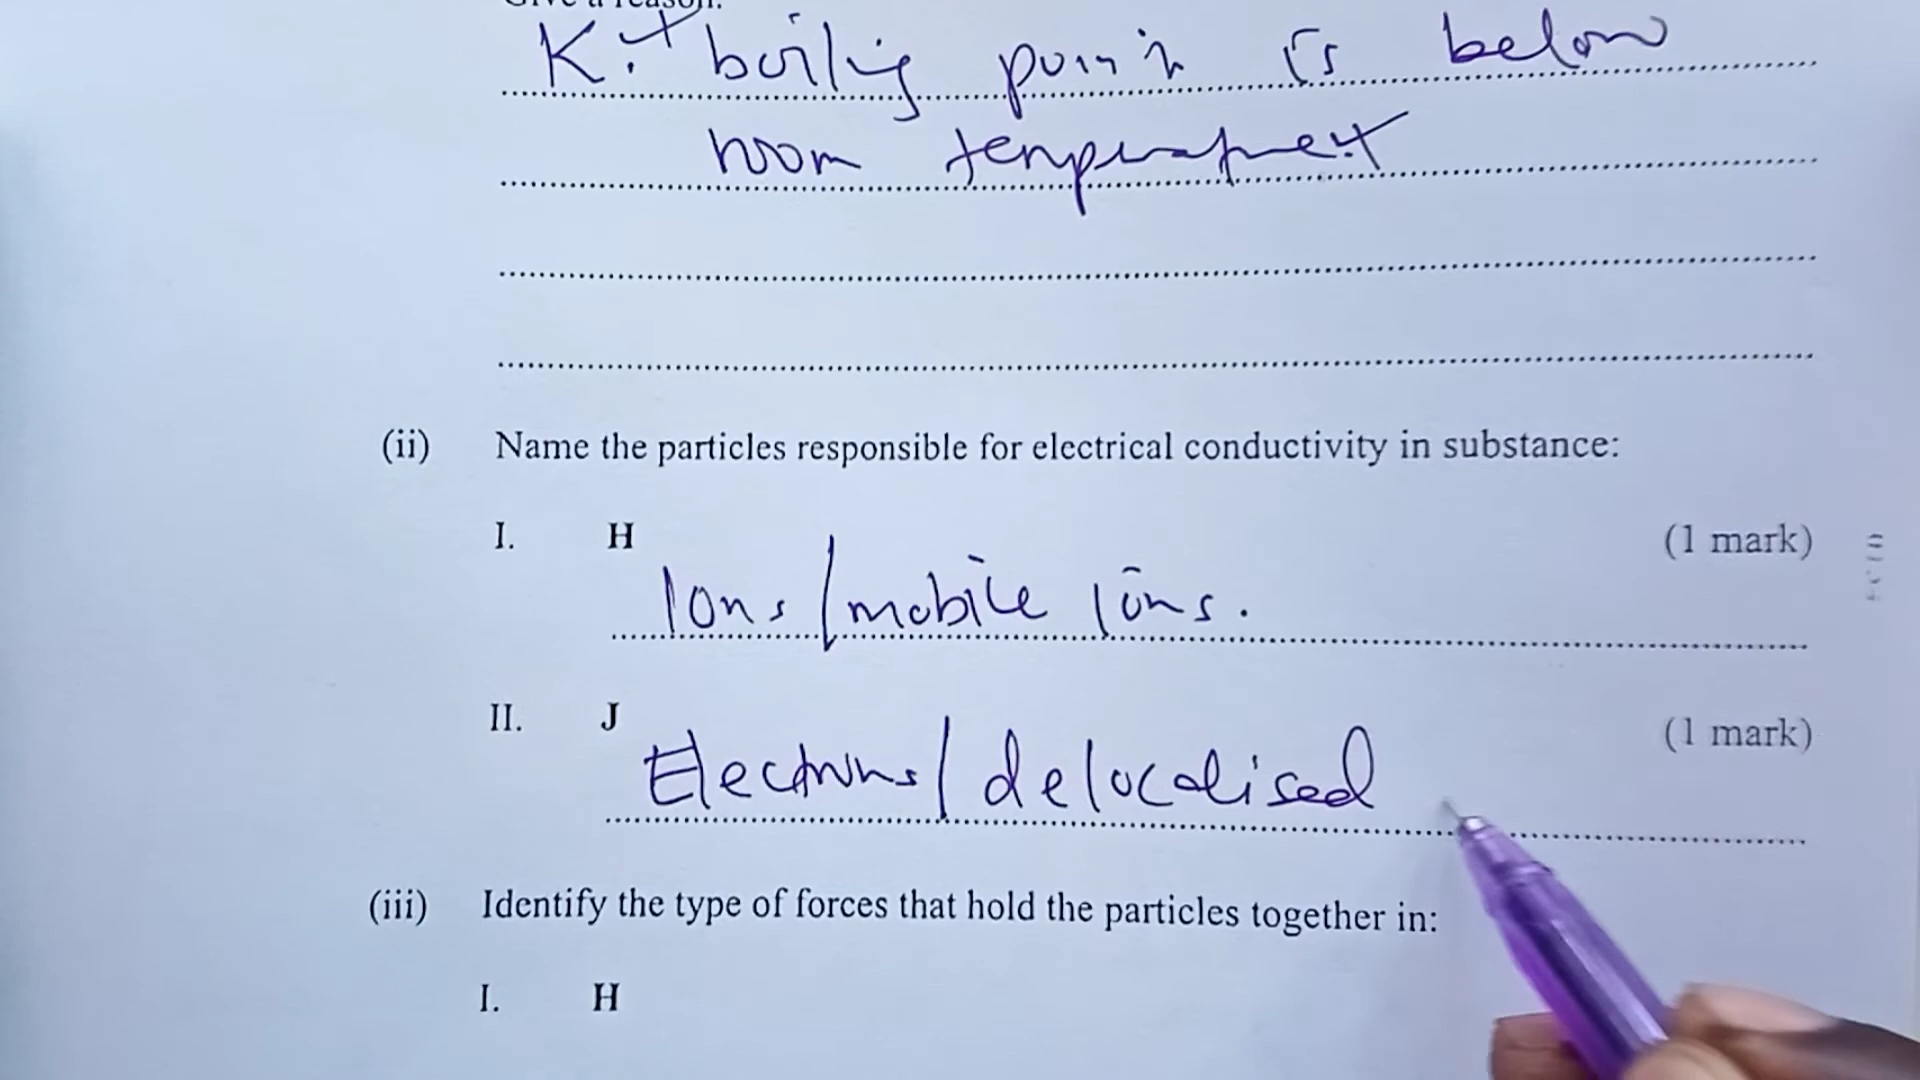 Give a reason.
K. boiling point is below
room temperature
(ii) Name the particles responsible for electrical conductivity in substance:
I. H (1 mark)
Ions/mobile ions.
II. J (1 mark)
Electrons/delocalised
(iii) Identify the type of forces that hold the particles together in:
I. H